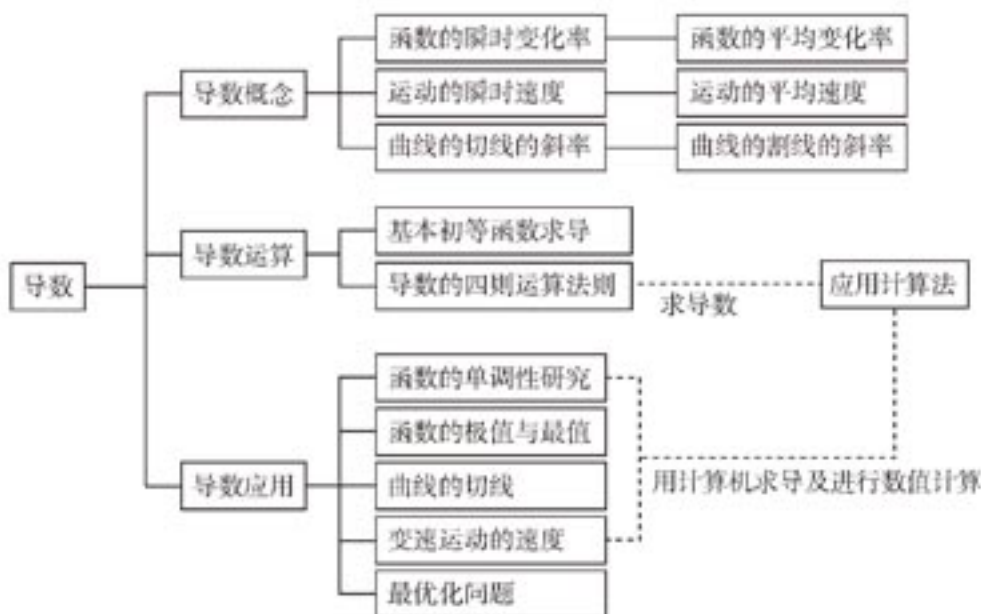 函数的瞬时变化率
函数的平均变化率
导数概念
运动的瞬时速度
运动的平均速度
曲线的切线的斜率
曲线的割线的斜率
基本初等函数求导
导数运算
导数
导数的四则运算法则
求导数
应用计算法
函数的单调性研究
函数的极值与最值
导数应用
曲线的切线
用计算机求导及进行数值计算
变速运动的速度
最优化问题